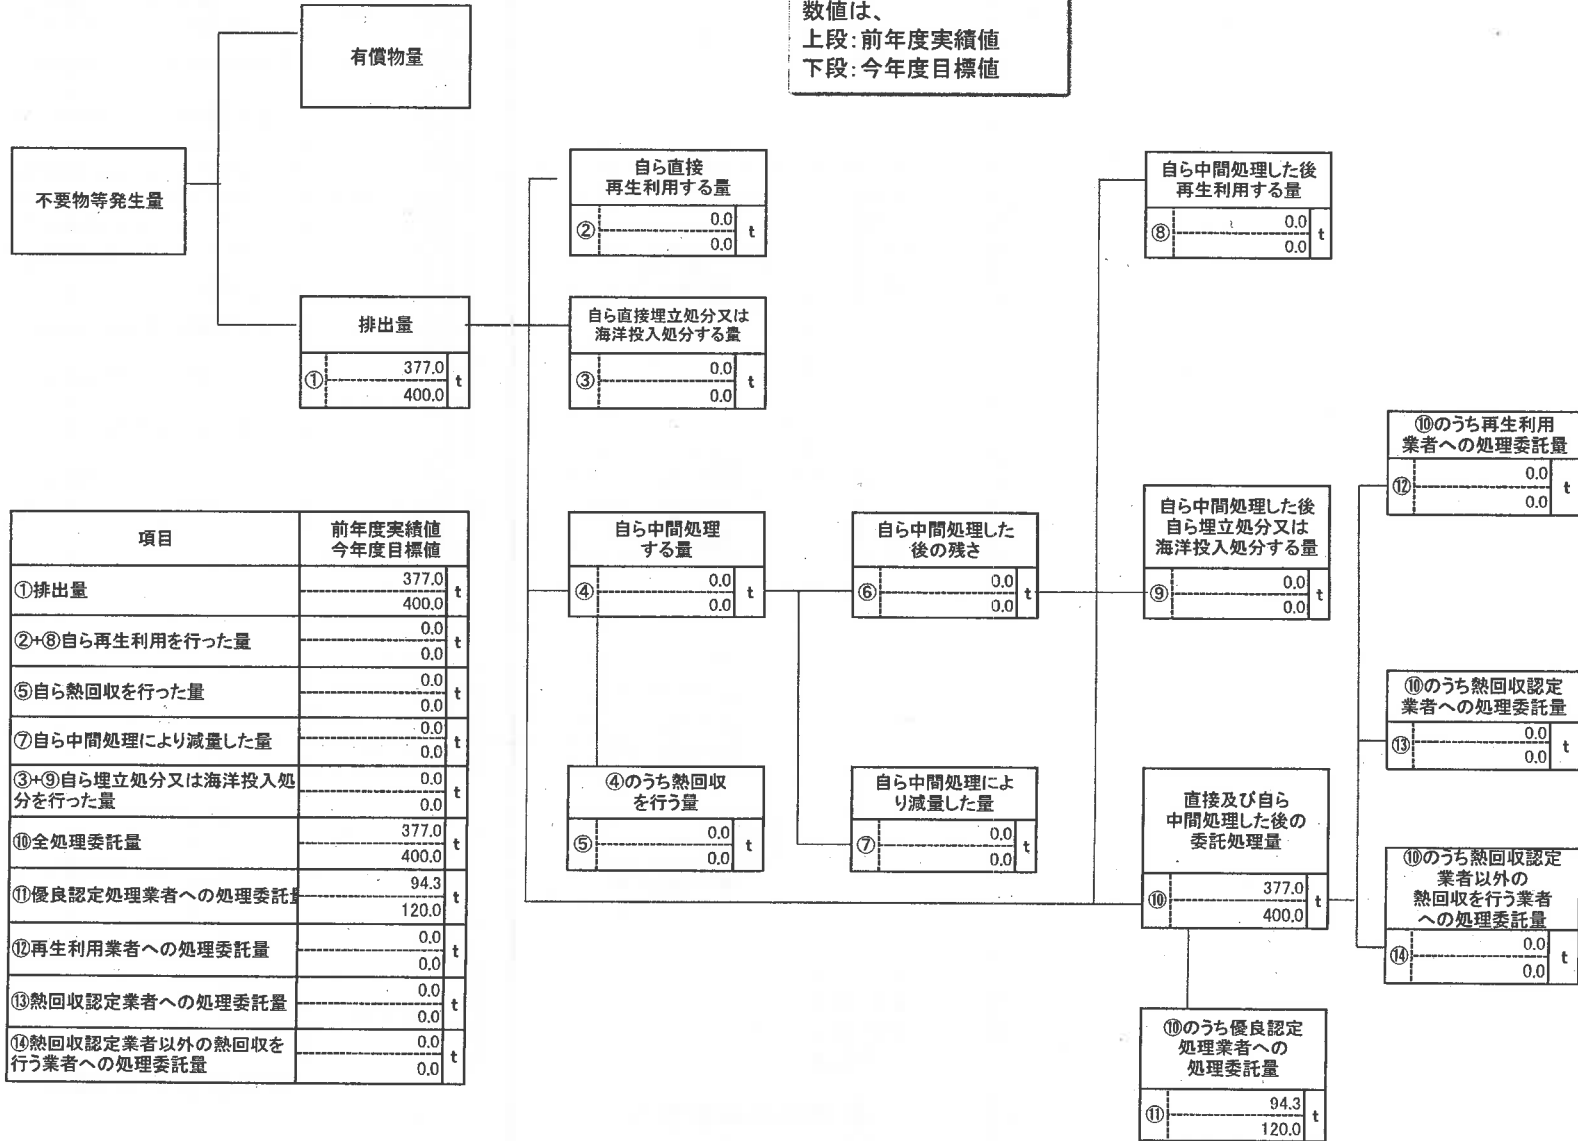 数値は、
上段:前年度実績値
下段:今年度目標値
有償物量
不要物等発生量
排出量
① 377.0 t
400.0
自ら直接
再生利用する量
② 0.0 t
0.0
自ら直接埋立処分又は
海洋投入処分する量
③ 0.0 t
0.0
自ら中間処理
する量
④ 0.0 t
0.0
④のうち熱回収
を行う量
⑤ 0.0 t
0.0
自ら中間処理した
後の残さ
⑥ 0.0 t
0.0
自ら中間処理によ
り減量した量
⑦ 0.0 t
0.0
自ら中間処理した後
再生利用する量
⑧ 0.0 t
0.0
自ら中間処理した後
自ら埋立処分又は
海洋投入処分する量
⑨ 0.0 t
0.0
直接及び自ら
中間処理した後の
委託処理量
⑩ 377.0 t
400.0
⑩のうち優良認定
処理業者への
処理委託量
⑪ 94.3 t
120.0
⑩のうち再生利用
業者への処理委託量
⑫ 0.0 t
0.0
⑩のうち熱回収認定
業者への処理委託量
⑬ 0.0 t
0.0
⑩のうち熱回収認定
業者以外の
熱回収を行う業者
への処理委託量
⑭ 0.0 t
0.0
項目 前年度実績値
今年度目標値
①排出量 377.0 t
400.0
②+⑧自ら再生利用を行った量 0.0 t
0.0
⑤自ら熱回収を行った量 0.0 t
0.0
⑦自ら中間処理により減量した量 0.0 t
0.0
③+⑨自ら埋立処分又は海洋投入処 0.0 t
分を行った量 0.0
⑩全処理委託量 377.0 t
400.0
⑪優良認定処理業者への処理委託量 94.3 t
120.0
⑫再生利用業者への処理委託量 0.0 t
0.0
⑬熱回収認定業者への処理委託量 0.0 t
0.0
⑭熱回収認定業者以外の熱回収を 0.0 t
行う業者への処理委託量 0.0